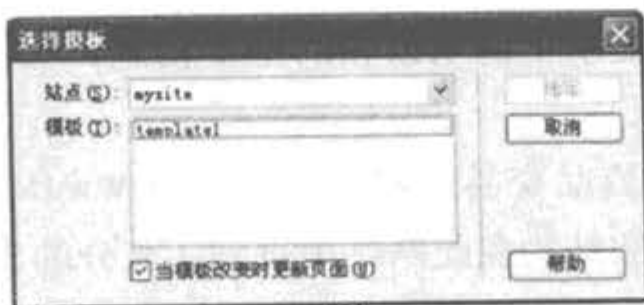 选择模板
站点(S): mysite
模板(T): template1
取消
当模板改变时更新页面(U)
帮助